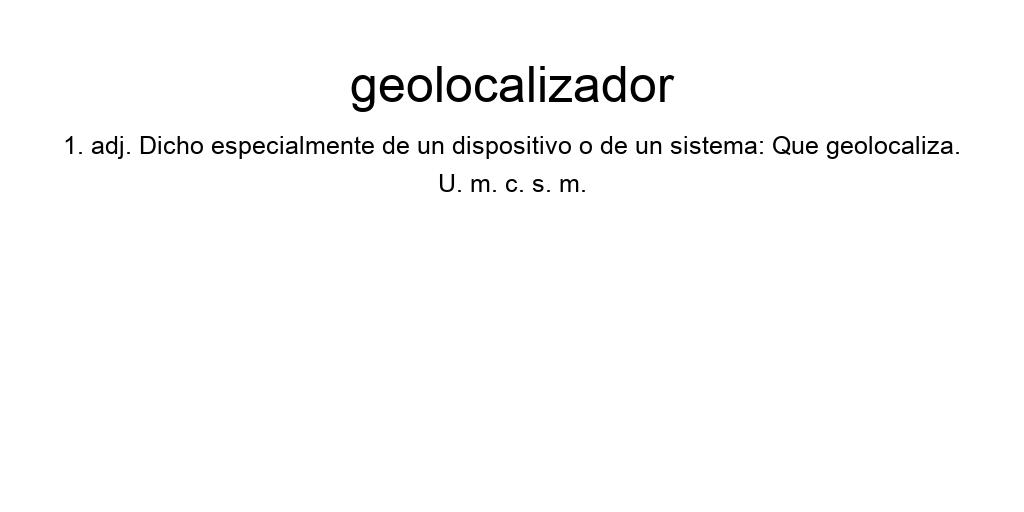 geolocalizador
1. adj. Dicho especialmente de un dispositivo o de un sistema: Que geolocaliza.
U. m. c. s. m.